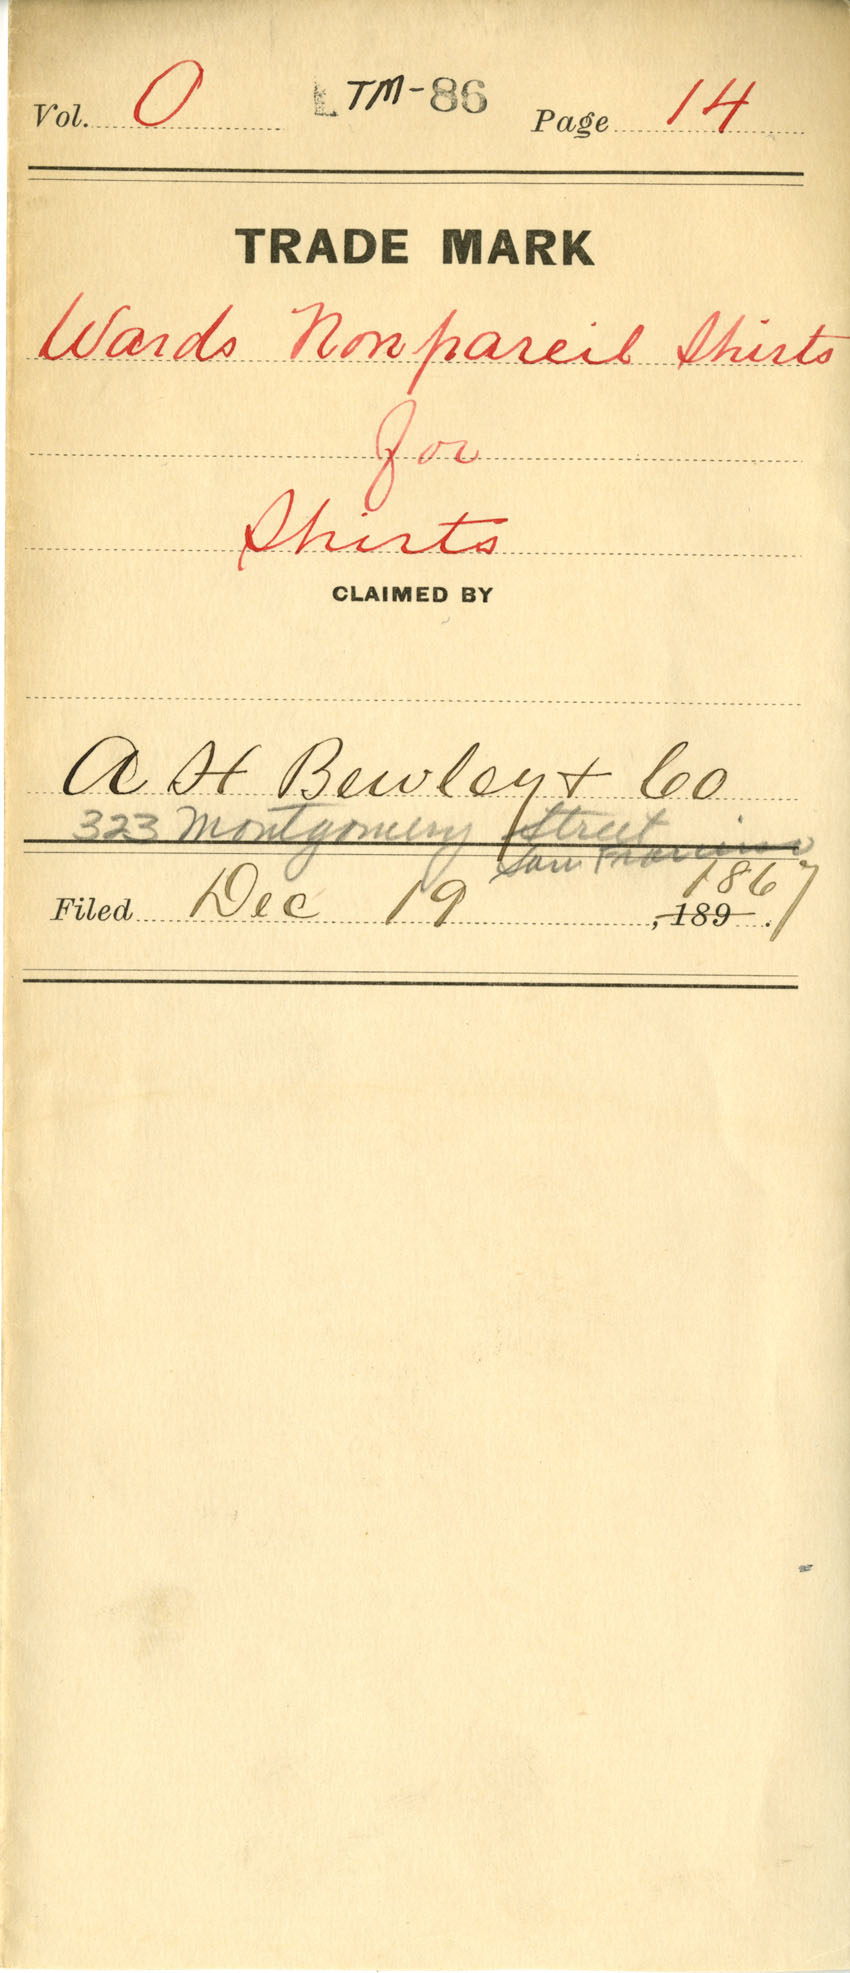 Vol. O TM-86 Page 14
TRADE MARK
Wards Nonpareil Shirts
for
Shirts
CLAIMED BY
A H Bewley & Co
323 Montgomery Street
San Francisco
1867
Filed Dec 19 , 189 .